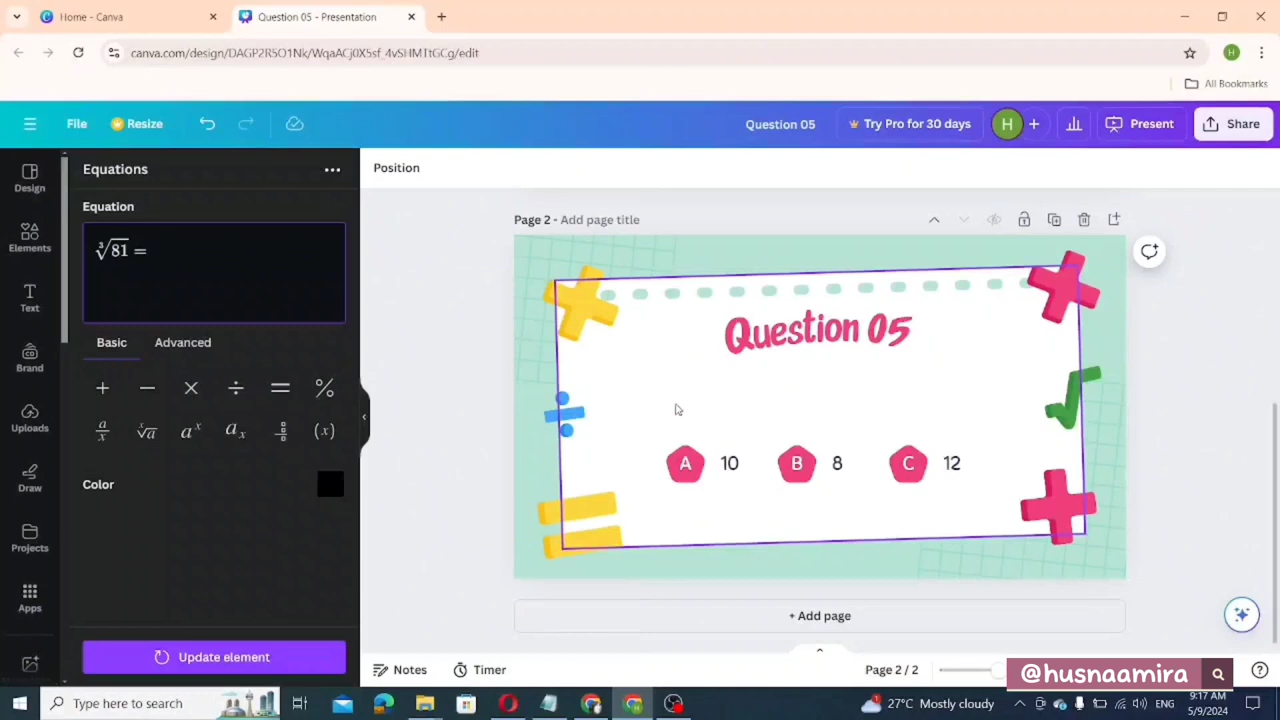 Home - Canva
Question 05 - Presentation
canva.com/design/DAGP2R5O1Nk/WqaACj0X5sf_4vSHMTtGCg/edit
H
All Bookmarks
File
Resize
Question 05
Try Pro for 30 days
H
Present
Share
Design
Elements
Text
Brand
Uploads
Draw
Projects
Apps
Equations
Equation
∛81 =
Basic
Advanced
+ − × ÷ = %
a/x ˣ√a aˣ aₓ (x)
Color
Update element
Position
Page 2 - Add page title
Question 05
A 10 B 8 C 12
+ Add page
Notes
Timer
Page 2 / 2
@husnaamira
Type here to search
27°C Mostly cloudy
ENG
9:17 AM
5/9/2024